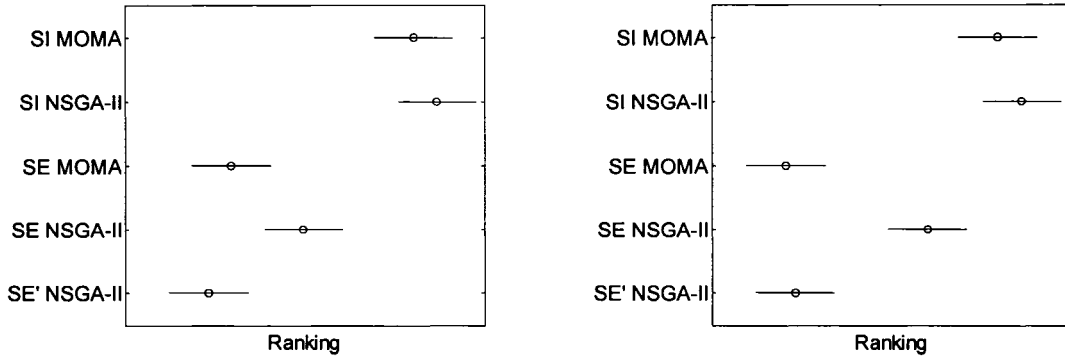 SI MOMA
SI NSGA-II
SE MOMA
SE NSGA-II
SE' NSGA-II
Ranking
SI MOMA
SI NSGA-II
SE MOMA
SE NSGA-II
SE' NSGA-II
Ranking